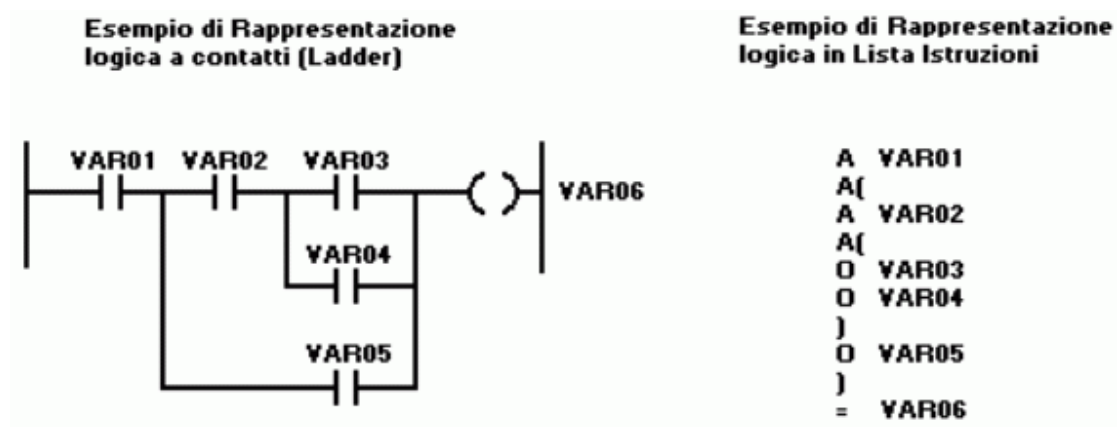 Esempio di Rappresentazione
logica a contatti (Ladder)
VAR01 VAR02 VAR03
VAR06
VAR04
VAR05
Esempio di Rappresentazione
logica in Lista Istruzioni
A VAR01
A(
A VAR02
A(
O VAR03
O VAR04
)
O VAR05
)
= VAR06